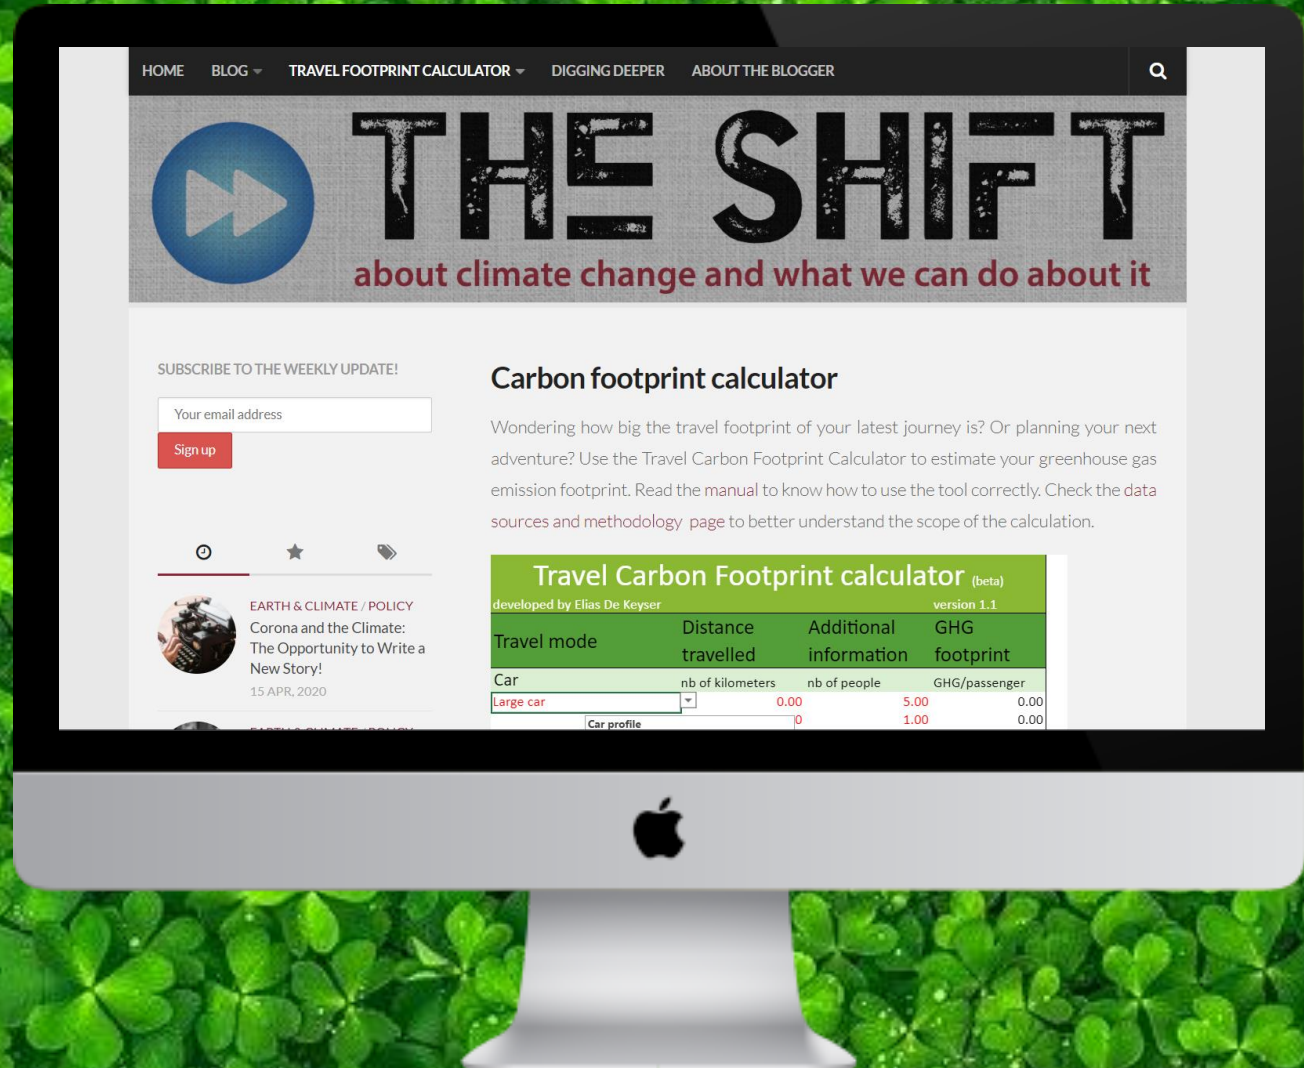 HOME BLOG TRAVEL FOOTPRINT CALCULATOR DIGGING DEEPER ABOUT THE BLOGGER
THE SHIFT
about climate change and what we can do about it
SUBSCRIBE TO THE WEEKLY UPDATE!
Your email address
Sign up
EARTH & CLIMATE / POLICY
Corona and the Climate:
The Opportunity to Write a
New Story!
15 APR, 2020
Carbon footprint calculator
Wondering how big the travel footprint of your latest journey is? Or planning your next
adventure? Use the Travel Carbon Footprint Calculator to estimate your greenhouse gas
emission footprint. Read the manual to know how to use the tool correctly. Check the data
sources and methodology page to better understand the scope of the calculation.
Travel Carbon Footprint calculator (beta)
developed by Elias De Keyser version 1.1
Travel mode Distance travelled Additional information GHG footprint
Car nb of kilometers nb of people GHG/passenger
Large car 0.00 5.00 0.00
Car profile 0 1.00 0.00